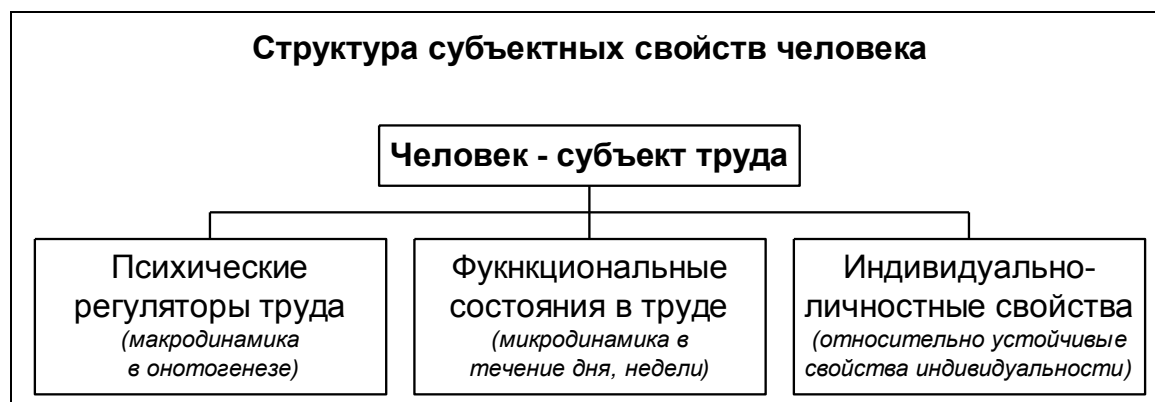 Структура субъектных свойств человека
Человек - субъект труда
Психические
регуляторы труда
(макродинамика
в онотогенезе)
Фукнкциональные
состояния в труде
(микродинамика в
течение дня, недели)
Индивидуально-
личностные свойства
(относительно устойчивые
свойства индивидуальности)